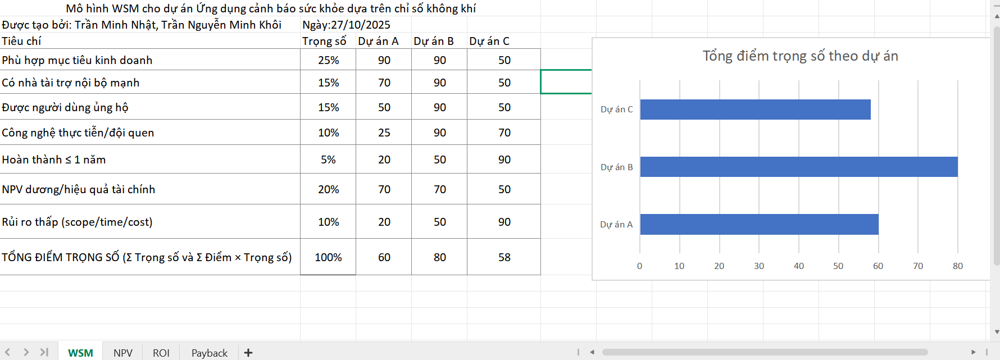 Mô hình WSM cho dự án Ứng dụng cảnh báo sức khỏe dựa trên chỉ số không khí
Được tạo bởi: Trần Minh Nhật, Trần Nguyễn Minh Khôi Ngày:27/10/2025
Tiêu chí Trọng số Dự án A Dự án B Dự án C
Phù hợp mục tiêu kinh doanh 25% 90 90 50
Có nhà tài trợ nội bộ mạnh 15% 70 90 50
Được người dùng ủng hộ 15% 50 90 50
Công nghệ thực tiễn/đội quen 10% 25 90 70
Hoàn thành ≤ 1 năm 5% 20 50 90
NPV dương/hiệu quả tài chính 20% 70 70 50
Rủi ro thấp (scope/time/cost) 10% 20 50 90
TỔNG ĐIỂM TRỌNG SỐ (Σ Trọng số và Σ Điểm × Trọng số) 100% 60 80 58
Tổng điểm trọng số theo dự án
Dự án C
Dự án B
Dự án A
0 10 20 30 40 50 60 70 80
WSM NPV ROI Payback